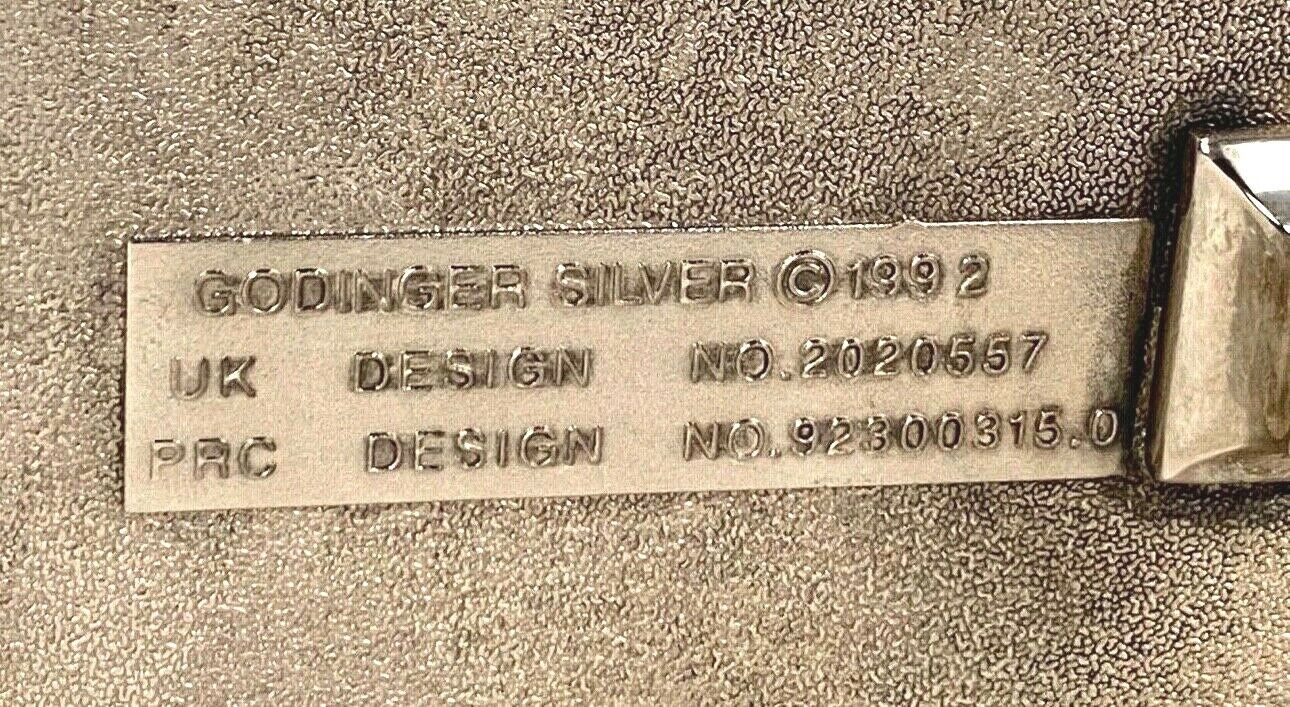 GODINGER SILVER © 1992
UK DESIGN NO.2020557
PRC DESIGN NO.92300315.0